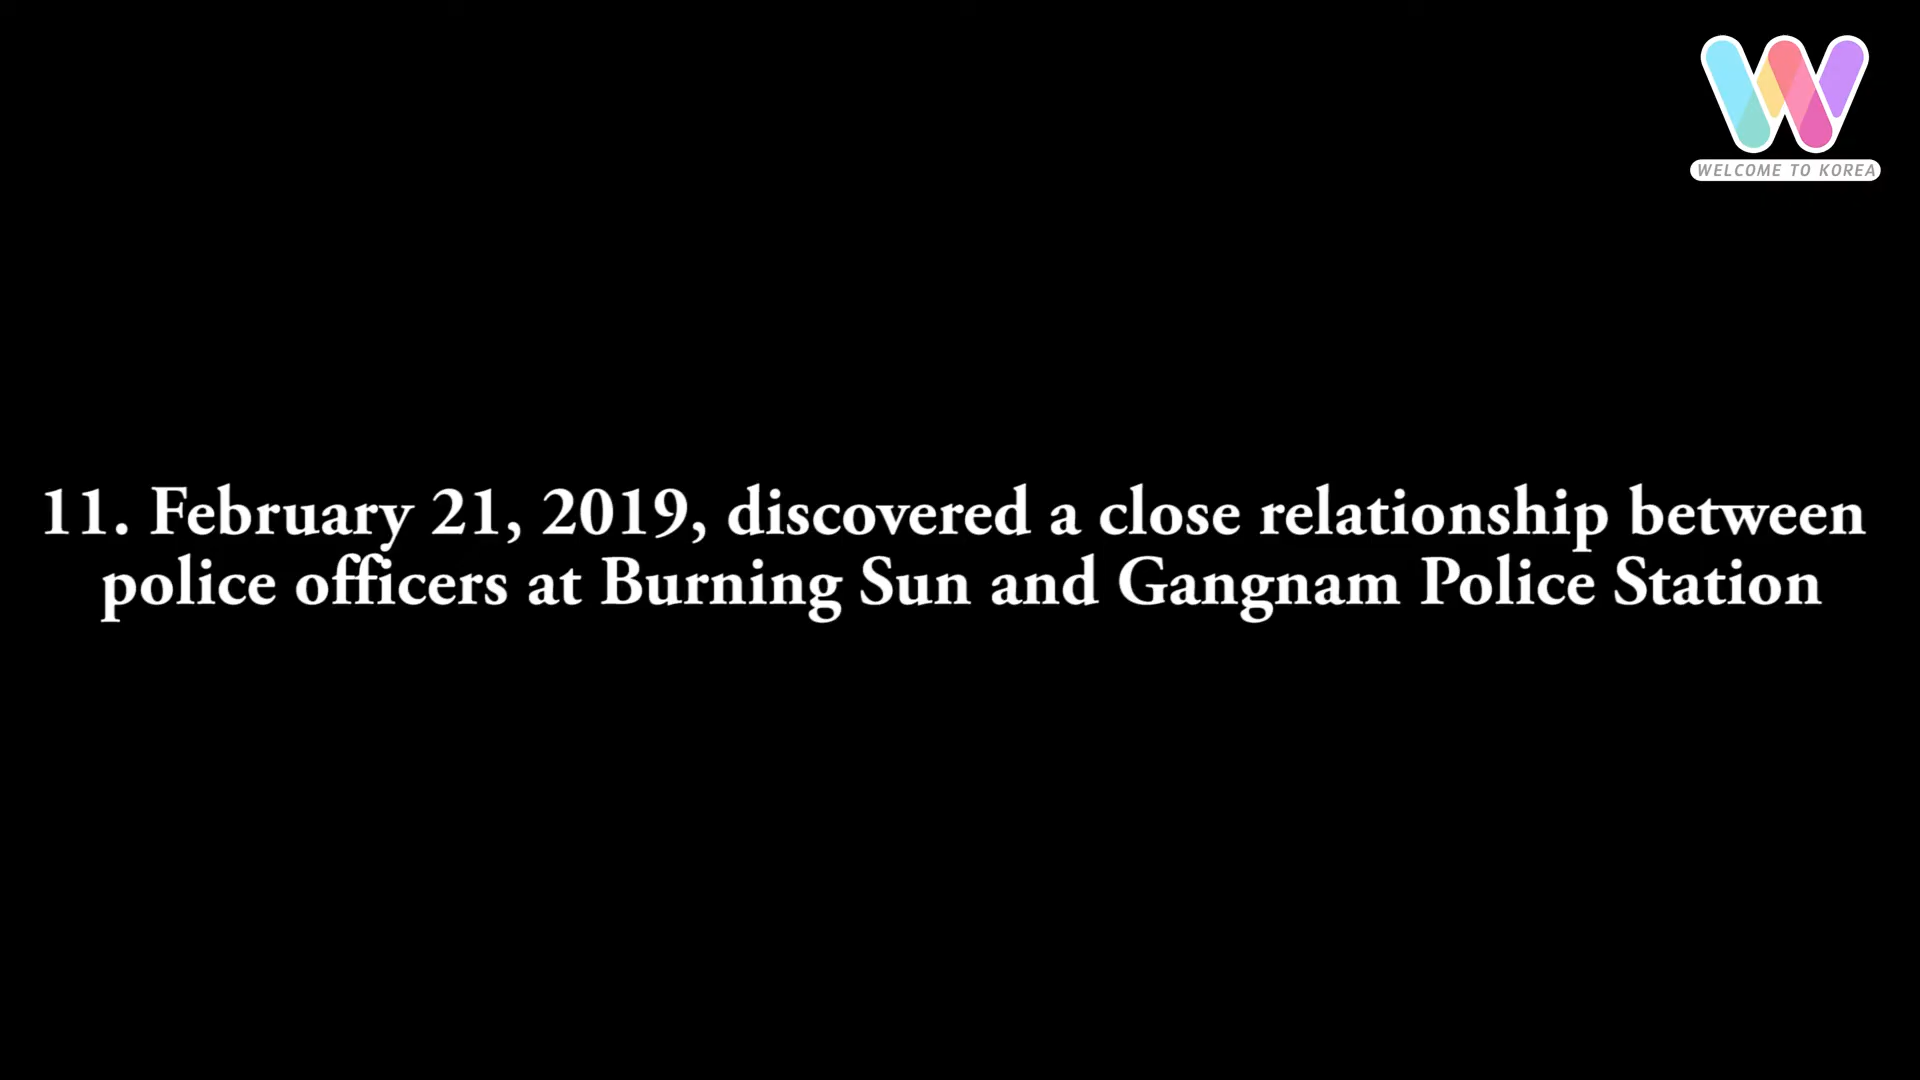 WELCOME TO KOREA
11. February 21, 2019, discovered a close relationship between
police officers at Burning Sun and Gangnam Police Station